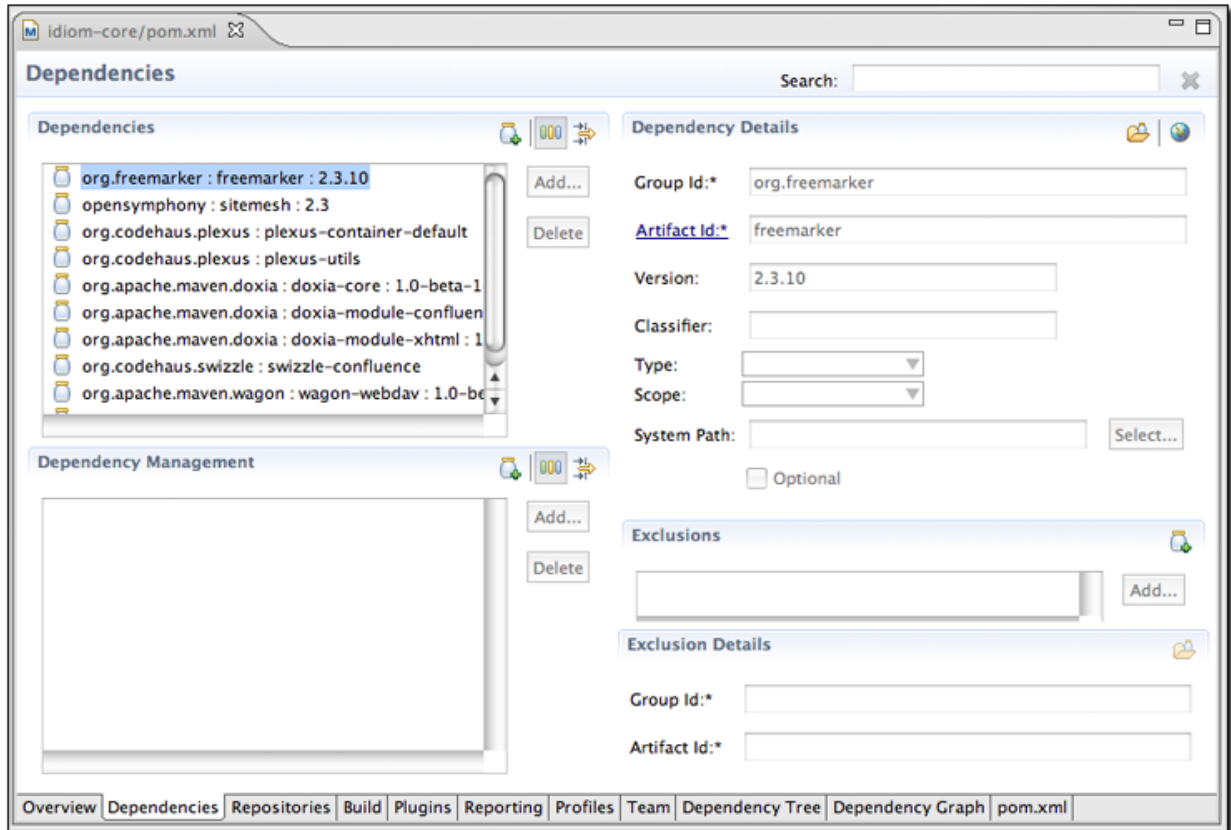 idiom-core/pom.xml
Dependencies
Search:
Dependencies
org.freemarker : freemarker : 2.3.10
opensymphony : sitemesh : 2.3
org.codehaus.plexus : plexus-container-default
org.codehaus.plexus : plexus-utils
org.apache.maven.doxia : doxia-core : 1.0-beta-1
org.apache.maven.doxia : doxia-module-confluen
org.apache.maven.doxia : doxia-module-xhtml : 1
org.codehaus.swizzle : swizzle-confluence
org.apache.maven.wagon : wagon-webdav : 1.0-be
Add...
Delete
Dependency Management
Add...
Delete
Dependency Details
Group Id:* org.freemarker
Artifact Id:* freemarker
Version: 2.3.10
Classifier:
Type:
Scope:
System Path: Select...
Optional
Exclusions
Add...
Exclusion Details
Group Id:*
Artifact Id:*
Overview Dependencies Repositories Build Plugins Reporting Profiles Team Dependency Tree Dependency Graph pom.xml